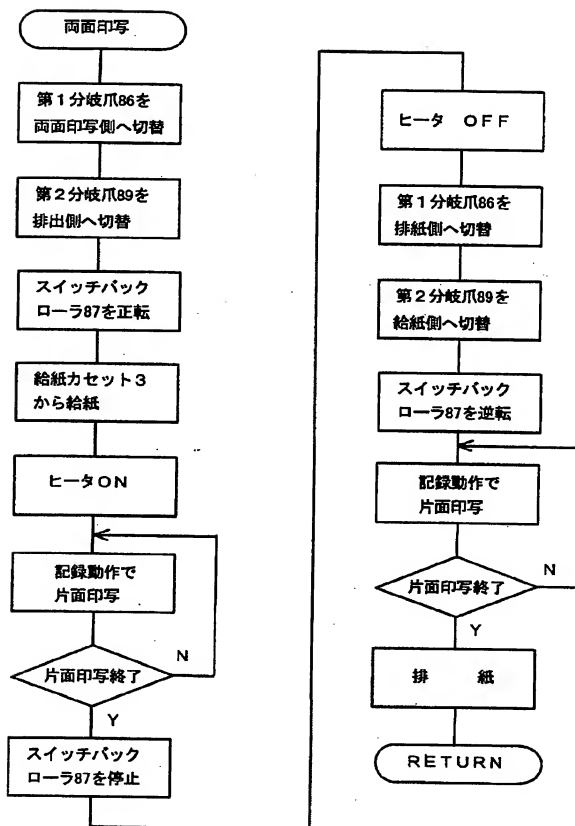 両面印写
第1分岐爪86を
両面印写側へ切替
第2分岐爪89を
排出側へ切替
スイッチバック
ローラ87を正転
給紙カセット3
から給紙
ヒータON
記録動作で
片面印写
片面印写終了
N
Y
スイッチバック
ローラ87を停止
ヒータ OFF
第1分岐爪86を
排紙側へ切替
第2分岐爪89を
給紙側へ切替
スイッチバック
ローラ87を逆転
記録動作で
片面印写
片面印写終了
N
Y
排 紙
RETURN